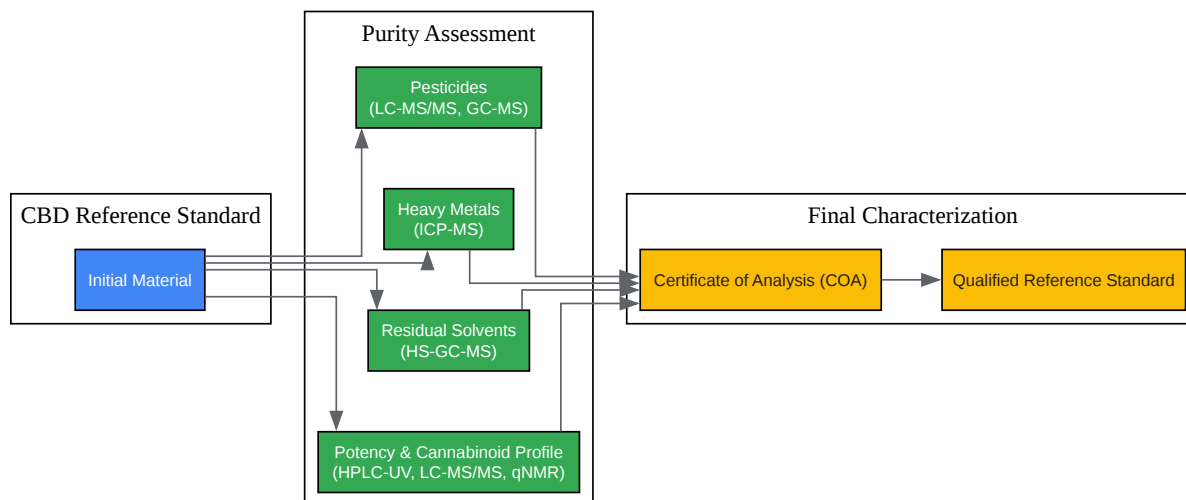 CBD Reference Standard
Initial Material
Purity Assessment
Pesticides
(LC-MS/MS, GC-MS)
Heavy Metals
(ICP-MS)
Residual Solvents
(HS-GC-MS)
Potency & Cannabinoid Profile
(HPLC-UV, LC-MS/MS, qNMR)
Final Characterization
Certificate of Analysis (COA)
Qualified Reference Standard